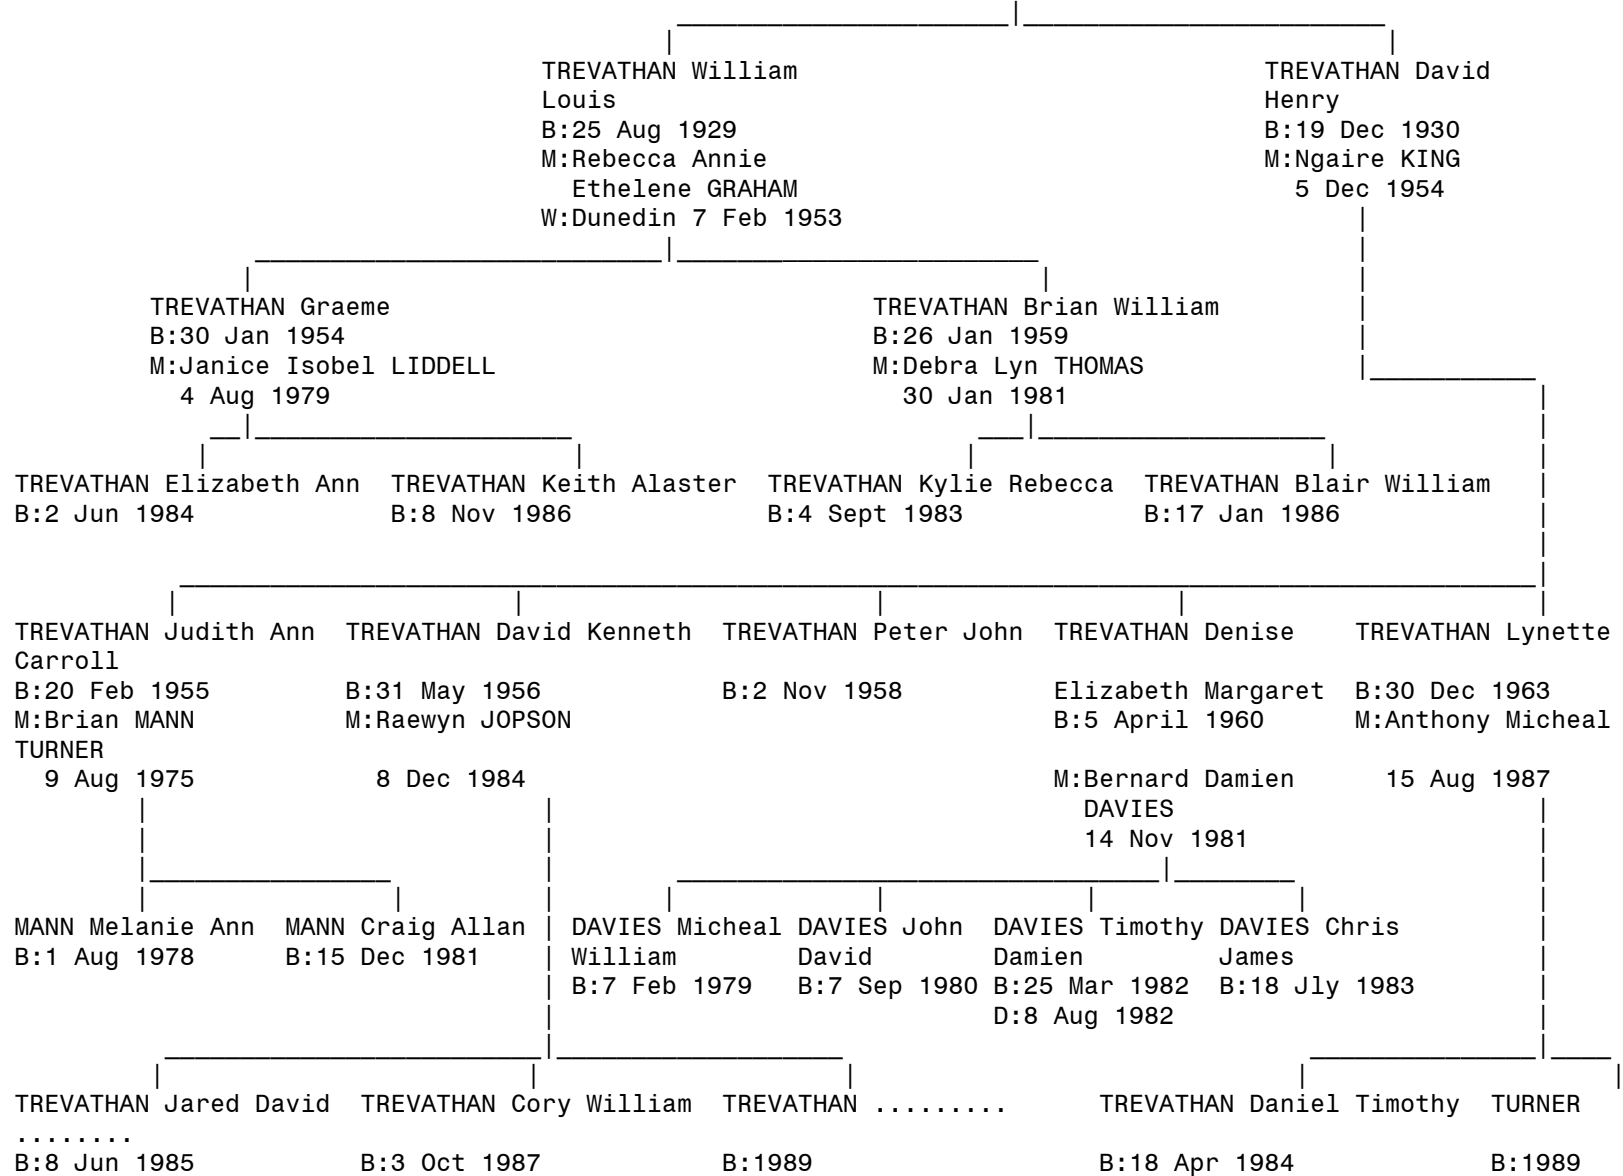 TREVATHAN William TREVATHAN David
Louis Henry
B:25 Aug 1929 B:19 Dec 1930
M:Rebecca Annie M:Ngaire KING
Ethelene GRAHAM 5 Dec 1954
W:Dunedin 7 Feb 1953
TREVATHAN Graeme TREVATHAN Brian William
B:30 Jan 1954 B:26 Jan 1959
M:Janice Isobel LIDDELL M:Debra Lyn THOMAS
4 Aug 1979 30 Jan 1981
TREVATHAN Elizabeth Ann TREVATHAN Keith Alaster TREVATHAN Kylie Rebecca TREVATHAN Blair William
B:2 Jun 1984 B:8 Nov 1986 B:4 Sept 1983 B:17 Jan 1986
TREVATHAN Judith Ann TREVATHAN David Kenneth TREVATHAN Peter John TREVATHAN Denise TREVATHAN Lynette
Carroll
B:20 Feb 1955 B:31 May 1956 B:2 Nov 1958 Elizabeth Margaret B:30 Dec 1963
M:Brian MANN M:Raewyn JOPSON B:5 April 1960 M:Anthony Micheal
TURNER
9 Aug 1975 8 Dec 1984 M:Bernard Damien 15 Aug 1987
DAVIES
14 Nov 1981
MANN Melanie Ann MANN Craig Allan DAVIES Micheal DAVIES John DAVIES Timothy DAVIES Chris
B:1 Aug 1978 B:15 Dec 1981 William David Damien James
B:7 Feb 1979 B:7 Sep 1980 B:25 Mar 1982 B:18 Jly 1983
D:8 Aug 1982
TREVATHAN Jared David TREVATHAN Cory William TREVATHAN ......... TREVATHAN Daniel Timothy TURNER
........
B:8 Jun 1985 B:3 Oct 1987 B:1989 B:18 Apr 1984 B:1989